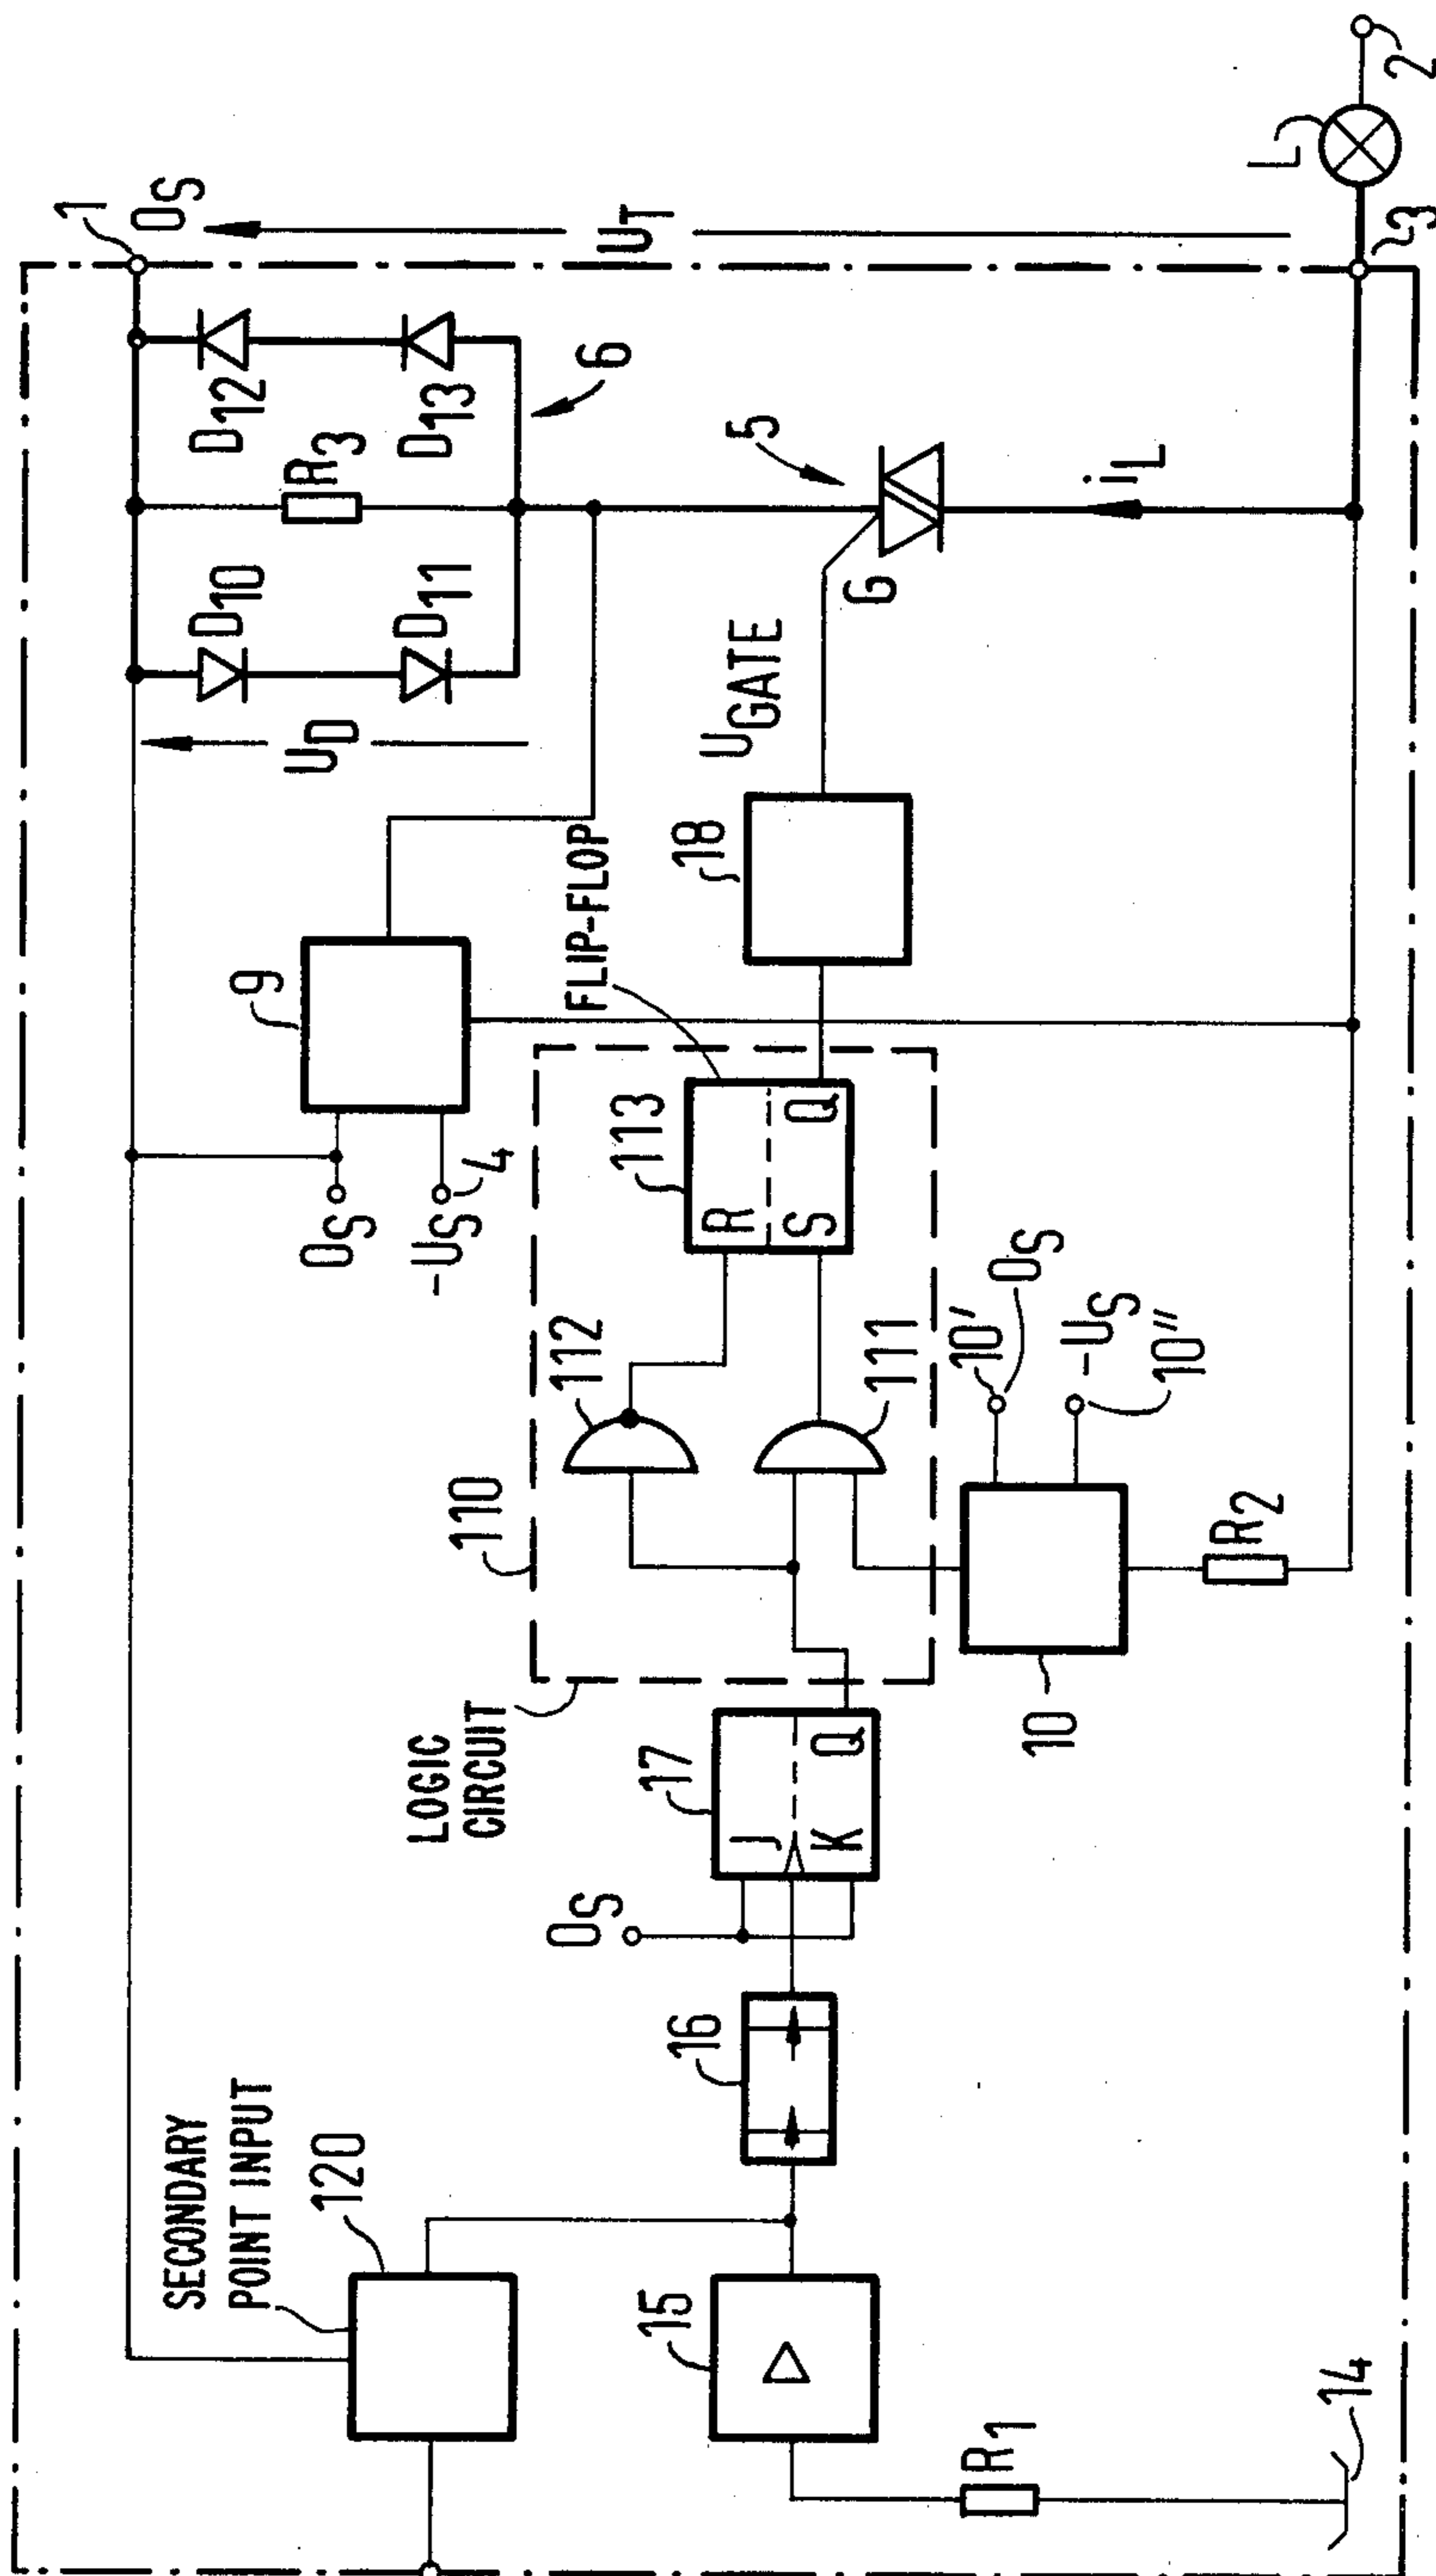 SECONDARY
POINT INPUT
120
15
R1
14
16
0S
17
J
K
Q
LOGIC
CIRCUIT
110
112
111
113
R
S
Q
FLIP-FLOP
10
10'
0S
-US
10"
R2
9
0S
-US
4
18
UGATE
G
5
iL
UD
D10
D11
R3
D12
D13
6
1
0S
UT
3
L
2